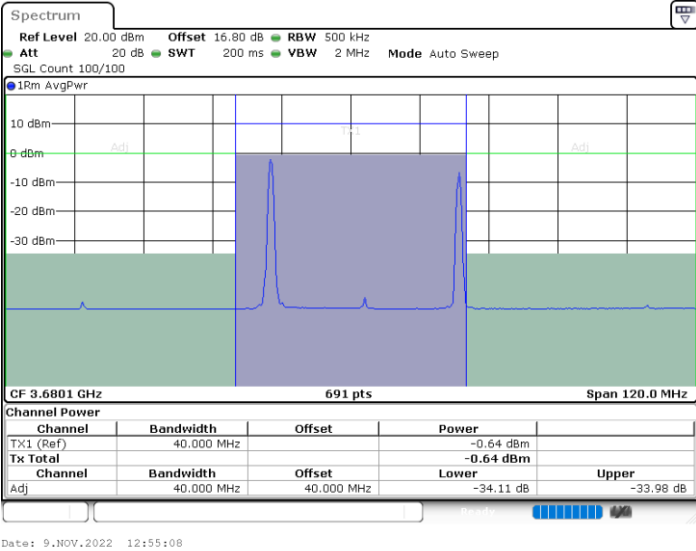 Spectrum
Ref Level 20.00 dBm Offset 16.80 dB RBW 500 kHz
Att 20 dB SWT 200 ms VBW 2 MHz Mode Auto Sweep
SGL Count 100/100
1Rm AvgPwr
10 dBm
TX1
0 dBm
Adj
Adj
-10 dBm
-20 dBm
-30 dBm
CF 3.6801 GHz 691 pts Span 120.0 MHz
Channel Power
Channel Bandwidth Offset Power
TX1 (Ref) 40.000 MHz -0.64 dBm
Tx Total -0.64 dBm
Channel Bandwidth Offset Lower Upper
Adj 40.000 MHz 40.000 MHz -34.11 dB -33.98 dB
Ready
Date: 9.NOV.2022 12:55:08